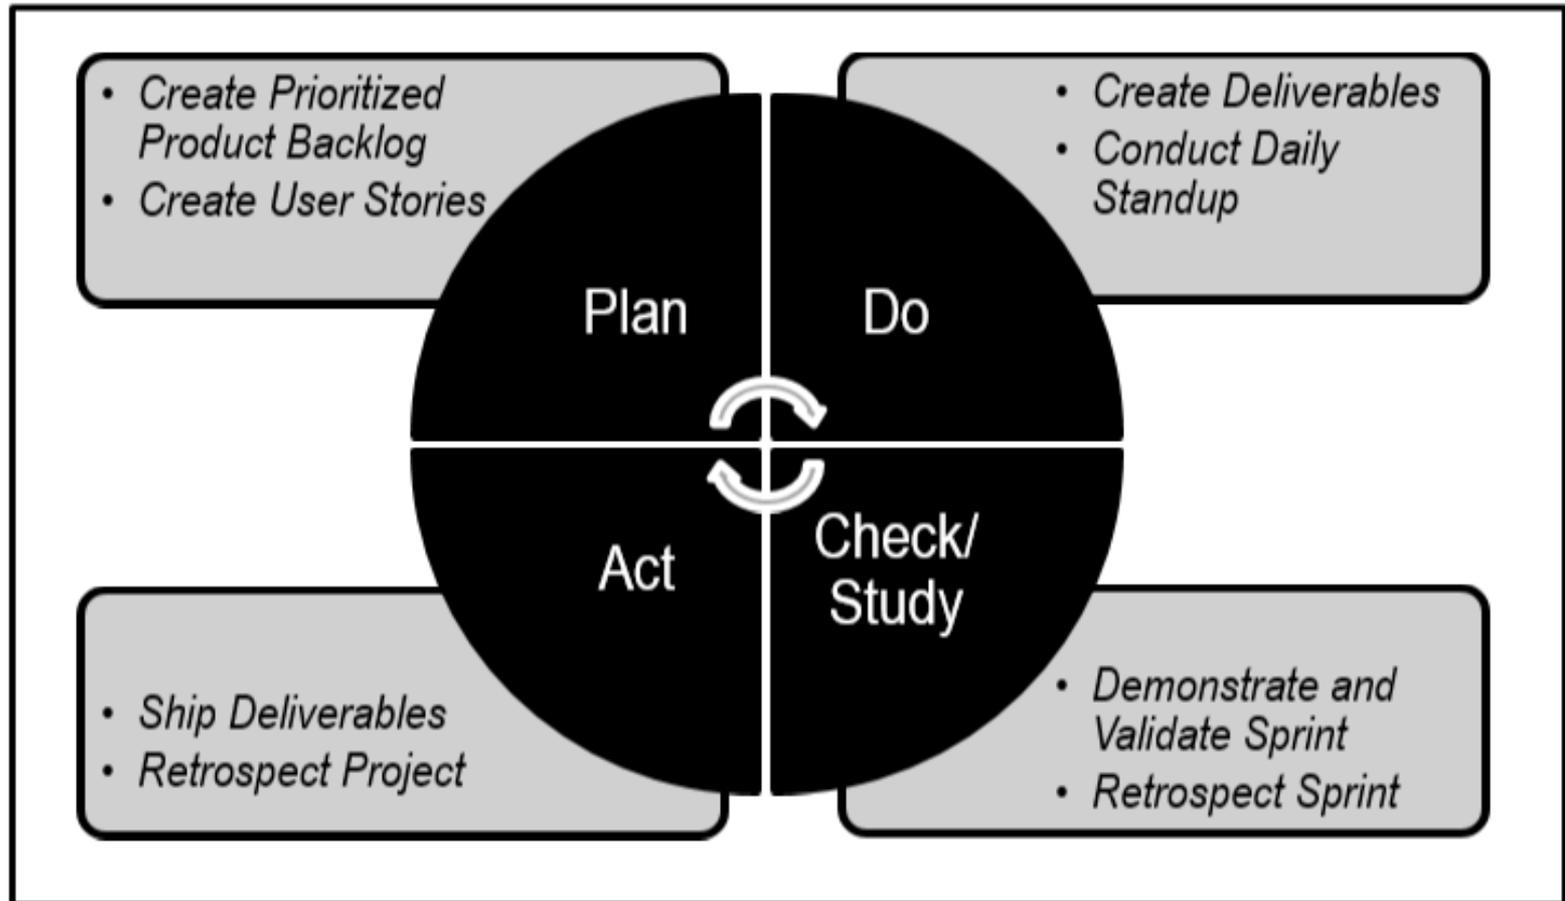 • Create Prioritized
Product Backlog
• Create User Stories
• Create Deliverables
• Conduct Daily
Standup
Plan
Do
Act
Check/
Study
• Ship Deliverables
• Retrospect Project
• Demonstrate and
Validate Sprint
• Retrospect Sprint